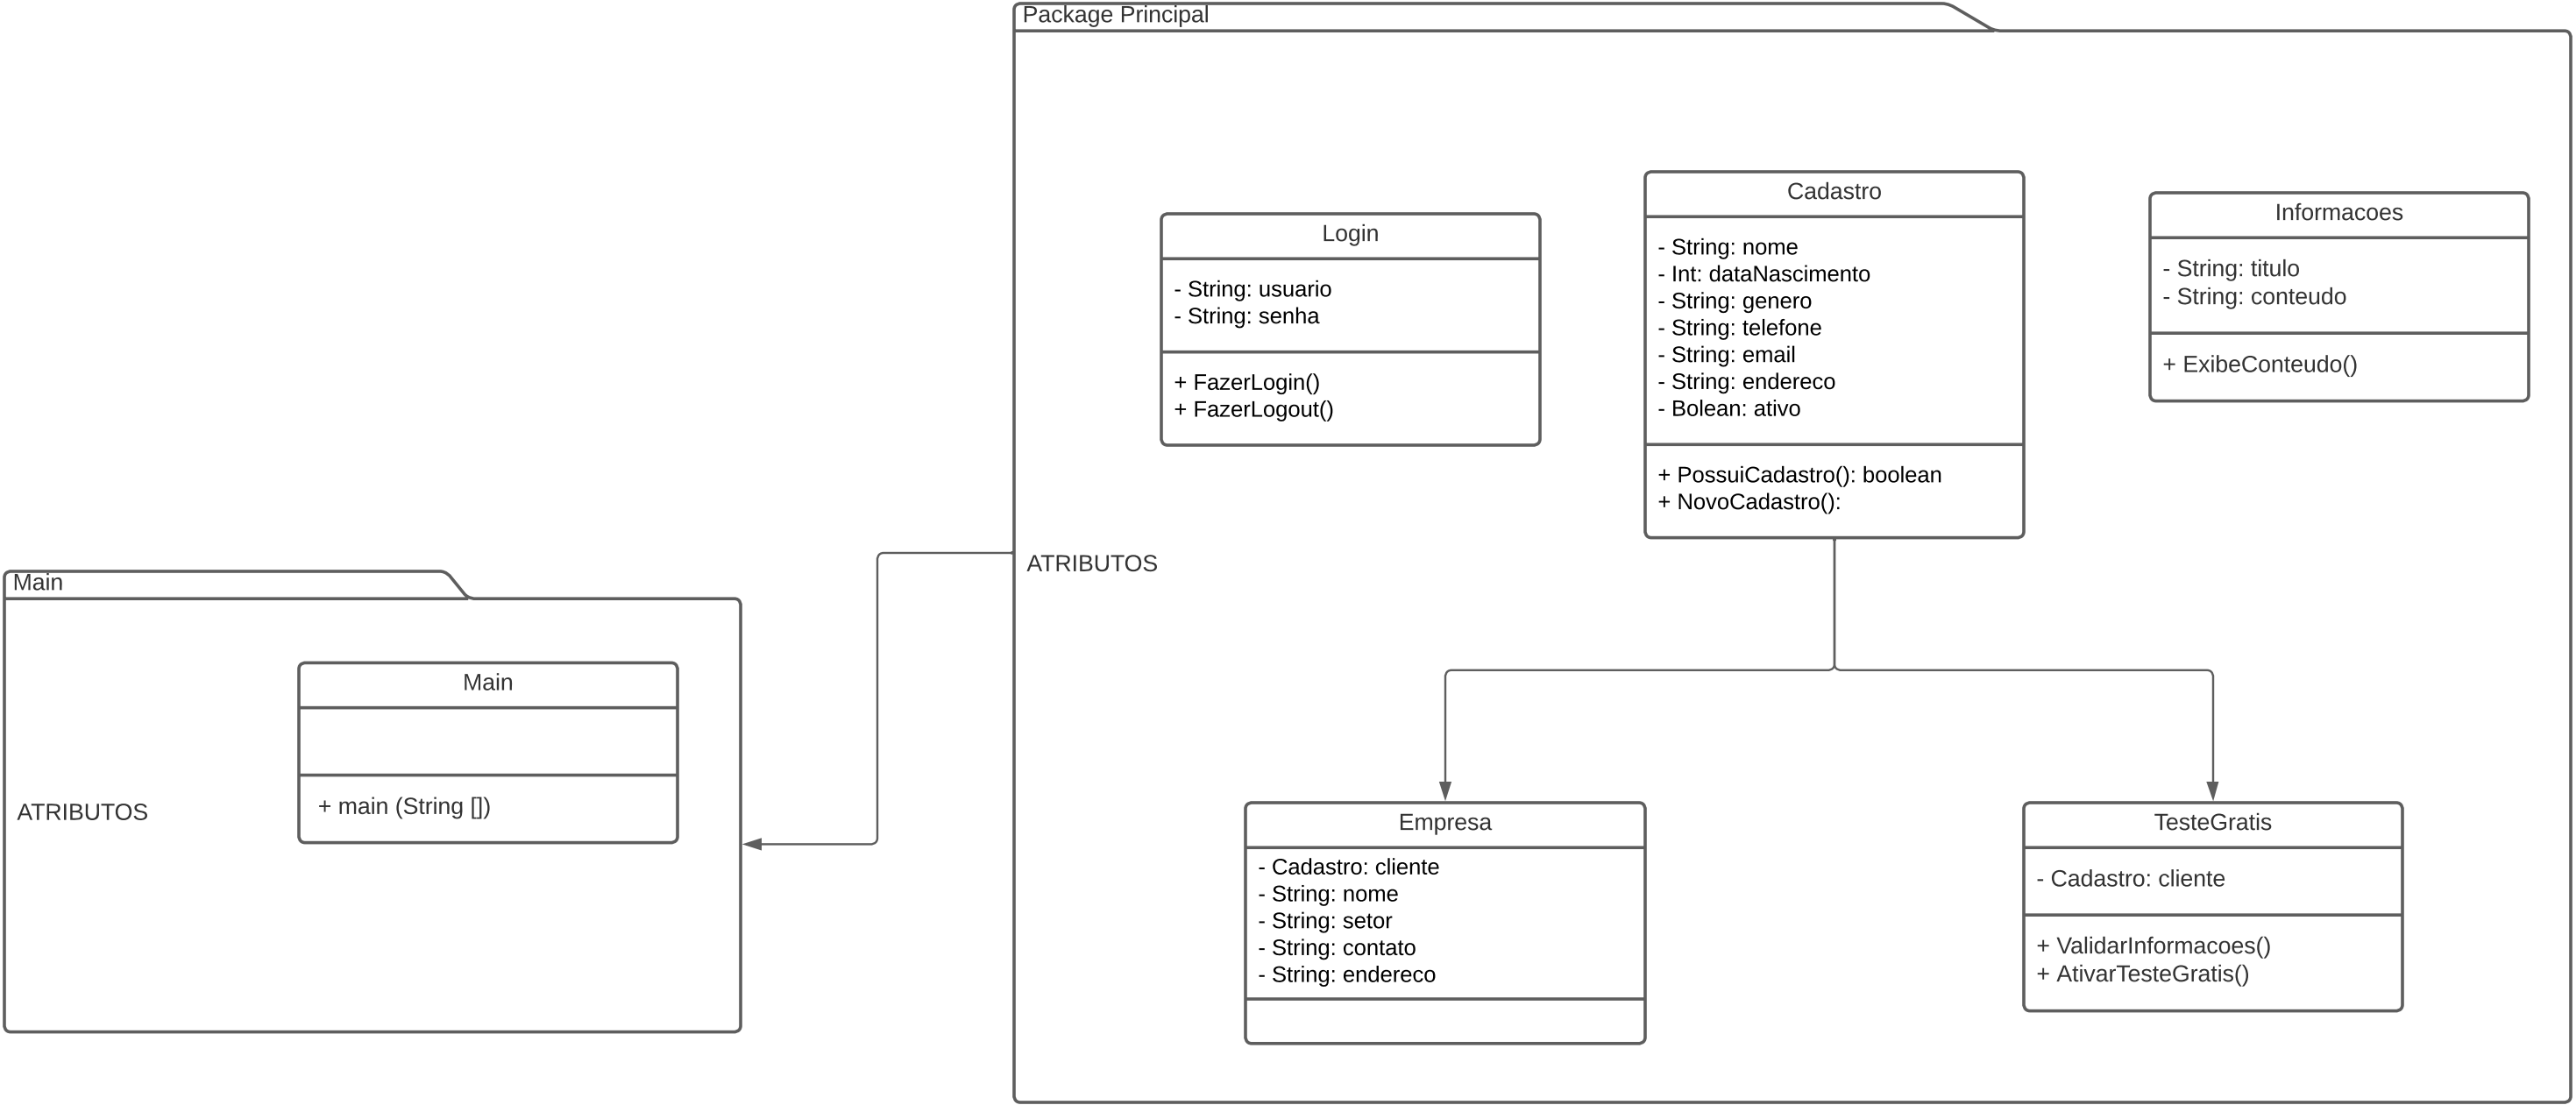 Package Principal
Login
- String: usuario
- String: senha
+ FazerLogin()
+ FazerLogout()
Cadastro
- String: nome
- Int: dataNascimento
- String: genero
- String: telefone
- String: email
- String: endereco
- Bolean: ativo
+ PossuiCadastro(): boolean
+ NovoCadastro():
Informacoes
- String: titulo
- String: conteudo
+ ExibeConteudo()
ATRIBUTOS
Main
Main
+ main (String [])
ATRIBUTOS
Empresa
- Cadastro: cliente
- String: nome
- String: setor
- String: contato
- String: endereco
TesteGratis
- Cadastro: cliente
+ ValidarInformacoes()
+ AtivarTesteGratis()